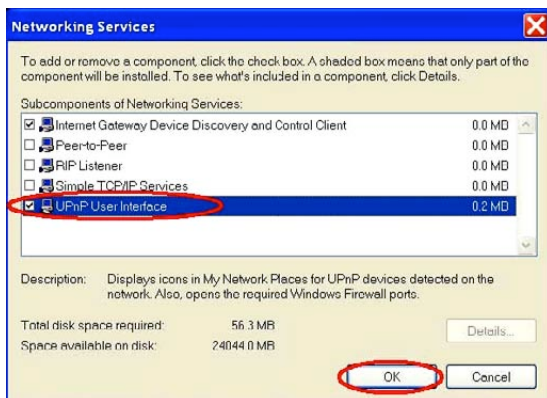 Networking Services
To add or remove a component, click the check box. A shaded box means that only part of the
component will be installed. To see what's included in a component, click Details.
Subcomponents of Networking Services:
Internet Gateway Device Discovery and Control Client 0.0 MB
Peer-to-Peer 0.0 MB
RIP Listener 0.0 MB
Simple TCP/IP Services 0.0 MB
UPnP User Interface 0.2 MB
Description: Displays icons in My Network Places for UPnP devices detected on the
network. Also, opens the required Windows Firewall ports.
Total disk space required: 56.3 MB
Space available on disk: 24044.0 MB
Details...
OK Cancel